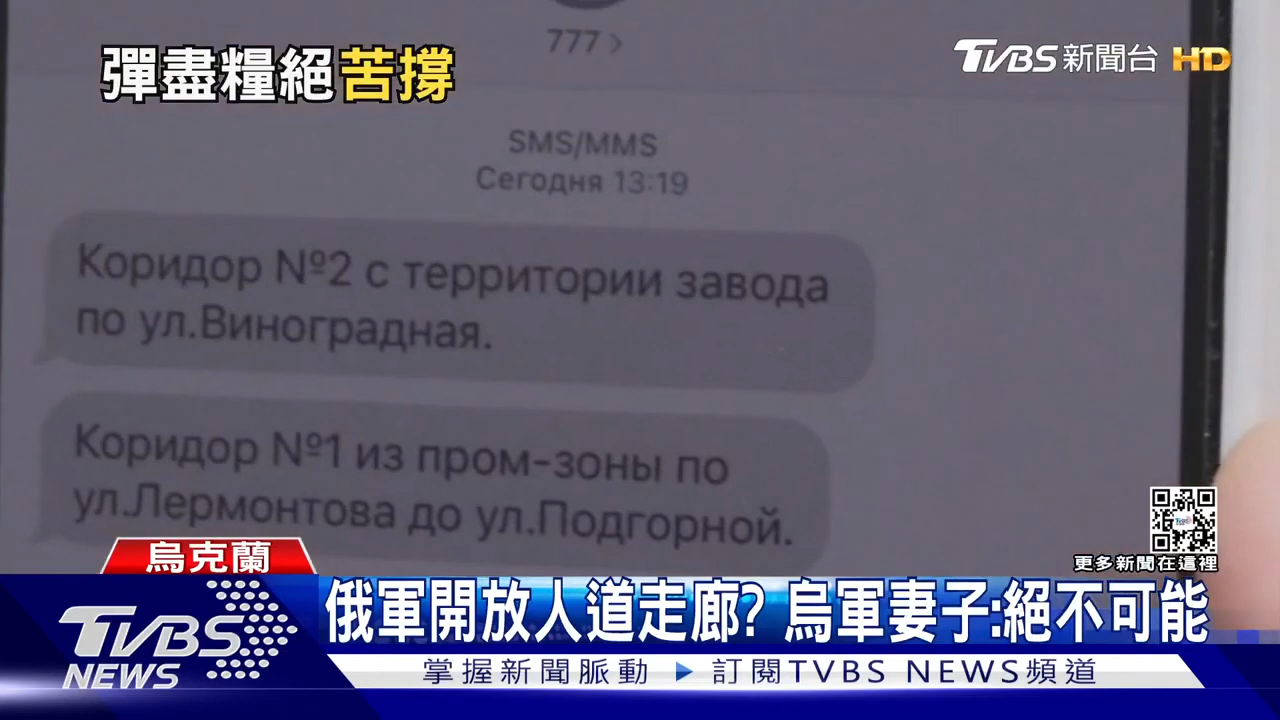 彈盡糧絕苦撐
777 >
TVBS新聞台 HD
SMS/MMS
Сегодня 13:19
Коридор №2 с территории завода
по ул.Виноградная.
Коридор №1 из пром-зоны по
ул.Лермонтова до ул.Подгорной.
更多新聞在這裡
烏克蘭
俄軍開放人道走廊? 烏軍妻子:絕不可能
TVBS
NEWS
掌握新聞脈動 ▶ 訂閱TVBS NEWS頻道